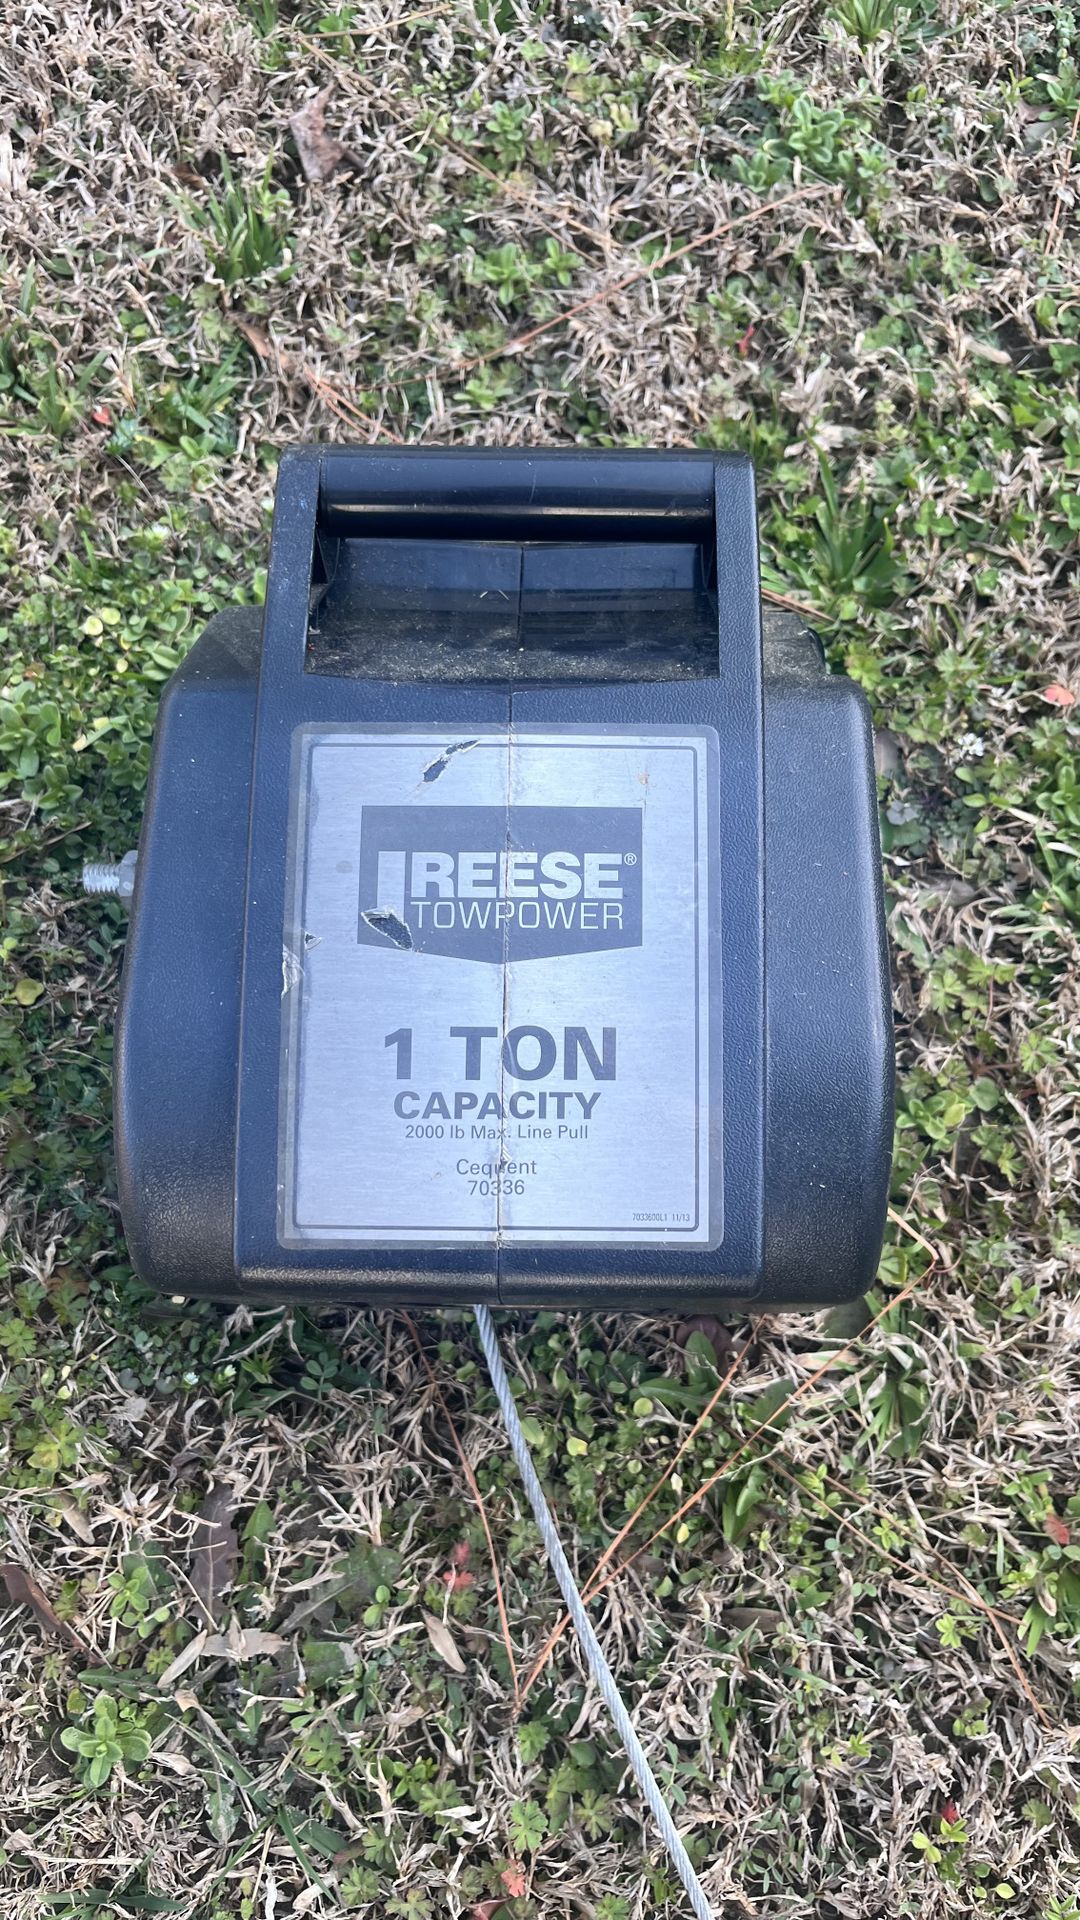 REESE®
TOWPOWER
1 TON
CAPACITY
2000 lb Max. Line Pull
Cequent
70336
7033600L1 11/13